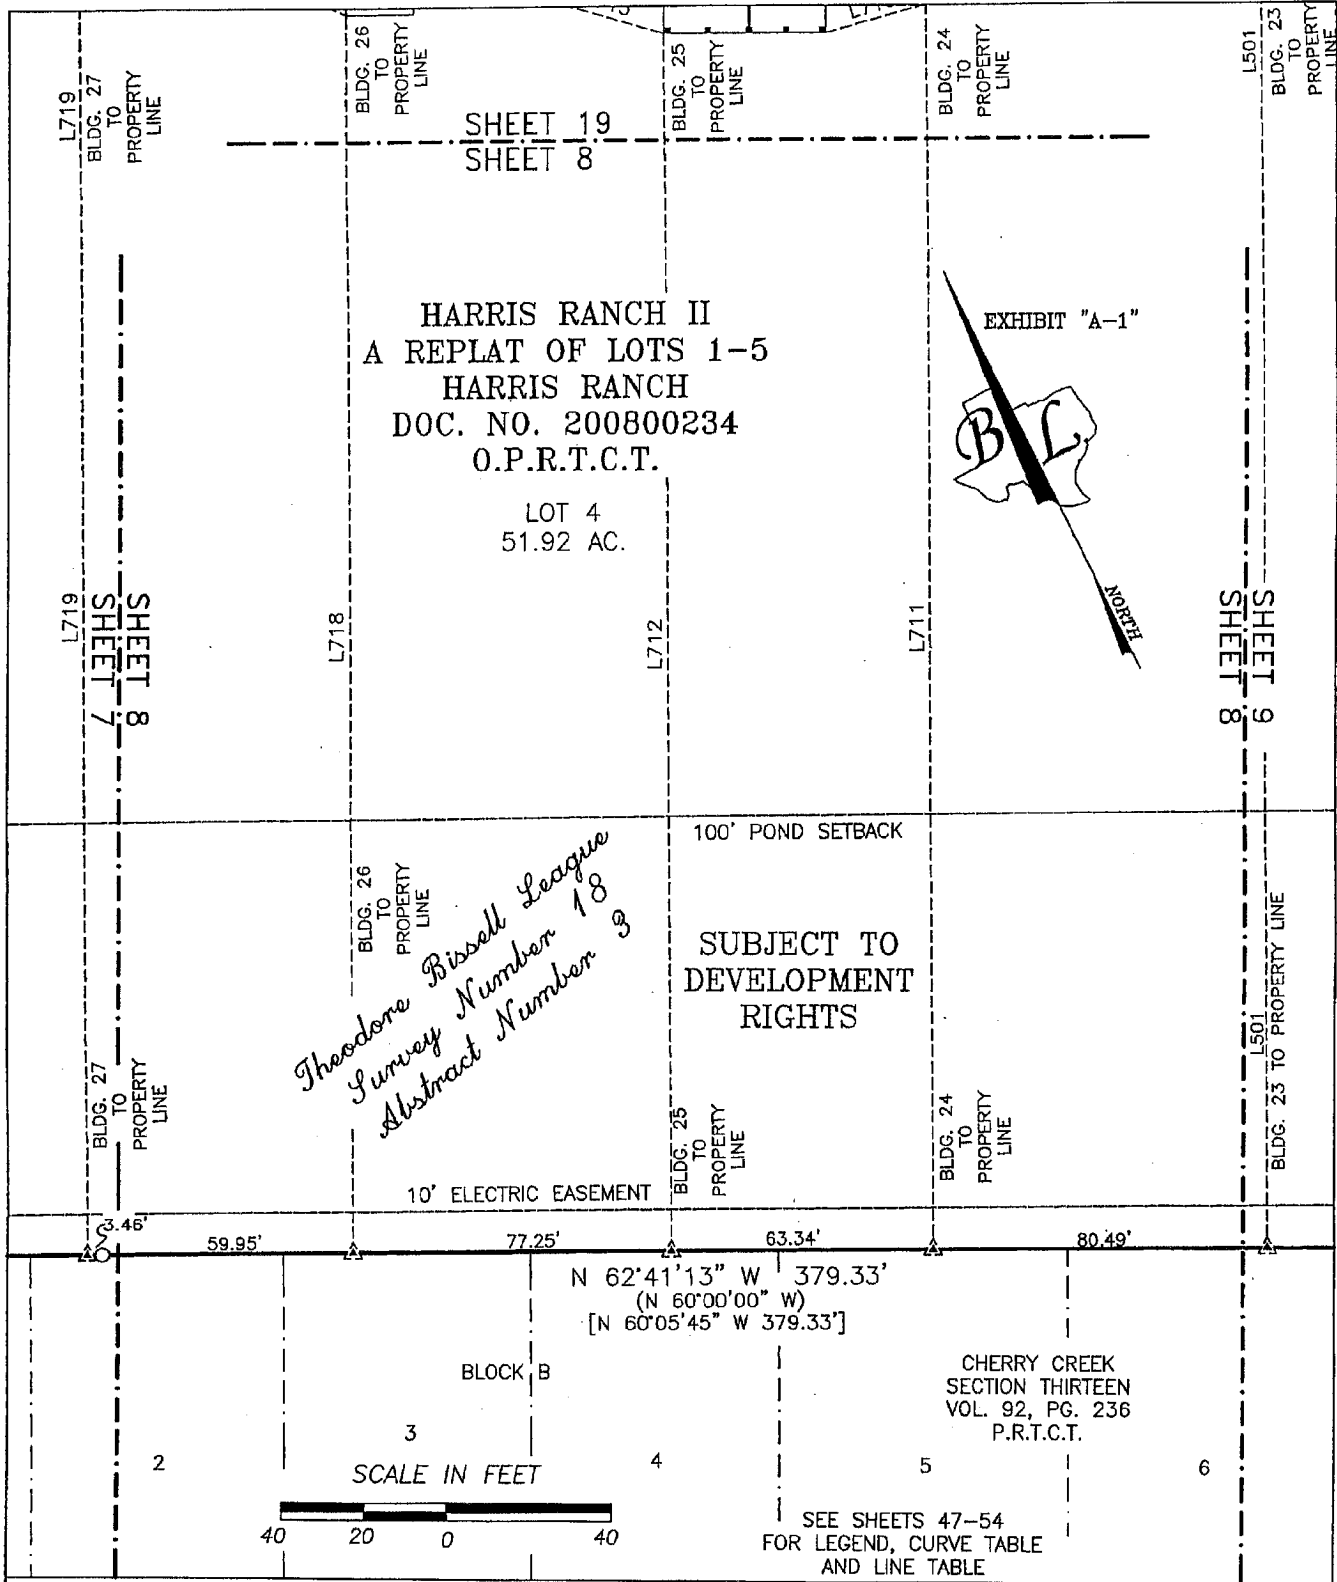 L719
BLDG. 27
TO
PROPERTY
LINE
BLDG. 26
TO
PROPERTY
LINE
BLDG. 25
TO
PROPERTY
LINE
BLDG. 24
TO
PROPERTY
LINE
L501
BLDG. 23
TO
PROPERTY
LINE
SHEET 19
SHEET 8
HARRIS RANCH II
A REPLAT OF LOTS 1-5
HARRIS RANCH
DOC. NO. 200800234
O.P.R.T.C.T.
LOT 4
51.92 AC.
EXHIBIT "A-1"
B L
NORTH
L719
SHEET 8
SHEET 7
L718
L712
L711
SHEET 9
SHEET 8
100' POND SETBACK
BLDG. 26
TO
PROPERTY
LINE
Theodore Bissell League
Survey Number 18
Abstract Number 3
SUBJECT TO
DEVELOPMENT
RIGHTS
L501
BLDG. 23 TO PROPERTY LINE
BLDG. 27
TO
PROPERTY
LINE
BLDG. 25
TO
PROPERTY
LINE
BLDG. 24
TO
PROPERTY
LINE
10' ELECTRIC EASEMENT
3.46'
59.95'
77.25'
63.34'
80.49'
N 62°41'13" W 379.33'
(N 60°00'00" W)
[N 60°05'45" W 379.33']
BLOCK B
CHERRY CREEK
SECTION THIRTEEN
VOL. 92, PG. 236
P.R.T.C.T.
2
3
4
5
6
SCALE IN FEET
40 20 0 40
SEE SHEETS 47-54
FOR LEGEND, CURVE TABLE
AND LINE TABLE